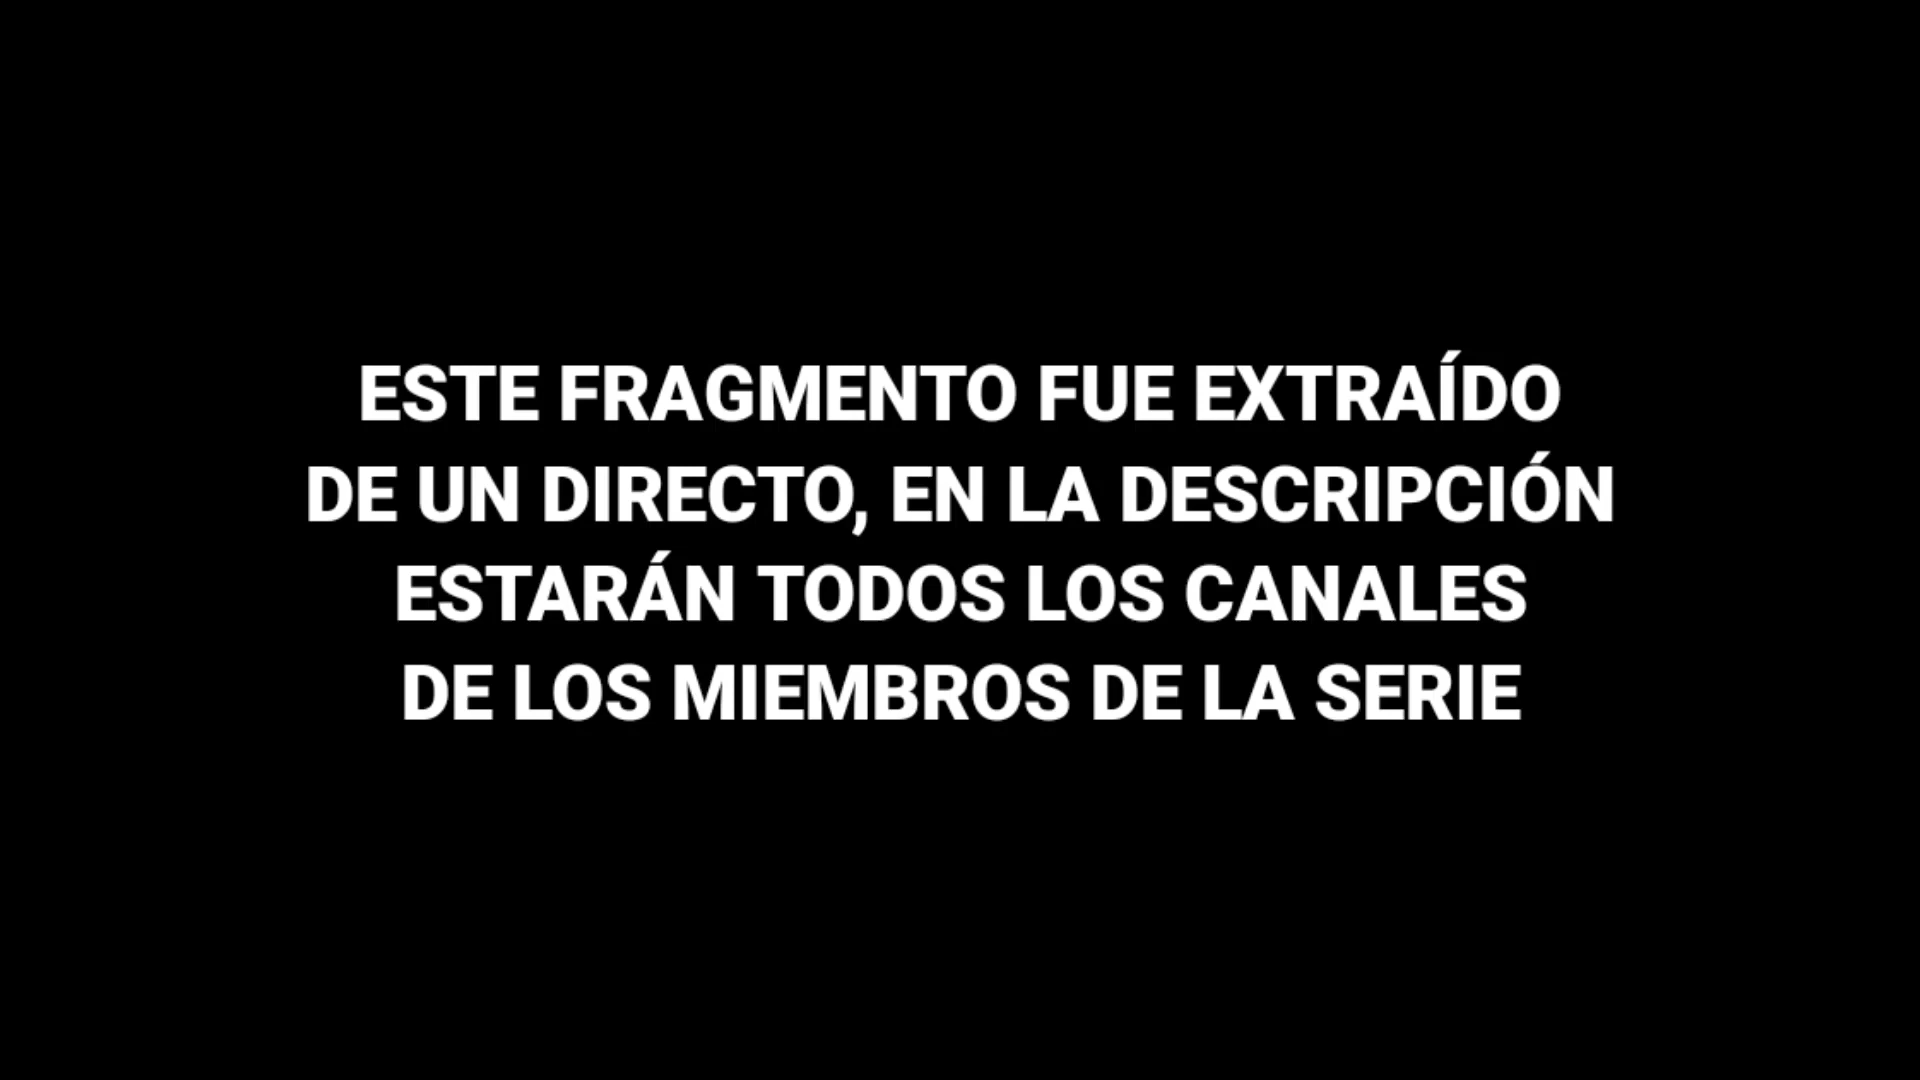 ESTE FRAGMENTO FUE EXTRAÍDO
DE UN DIRECTO, EN LA DESCRIPCIÓN
ESTARÁN TODOS LOS CANALES
DE LOS MIEMBROS DE LA SERIE